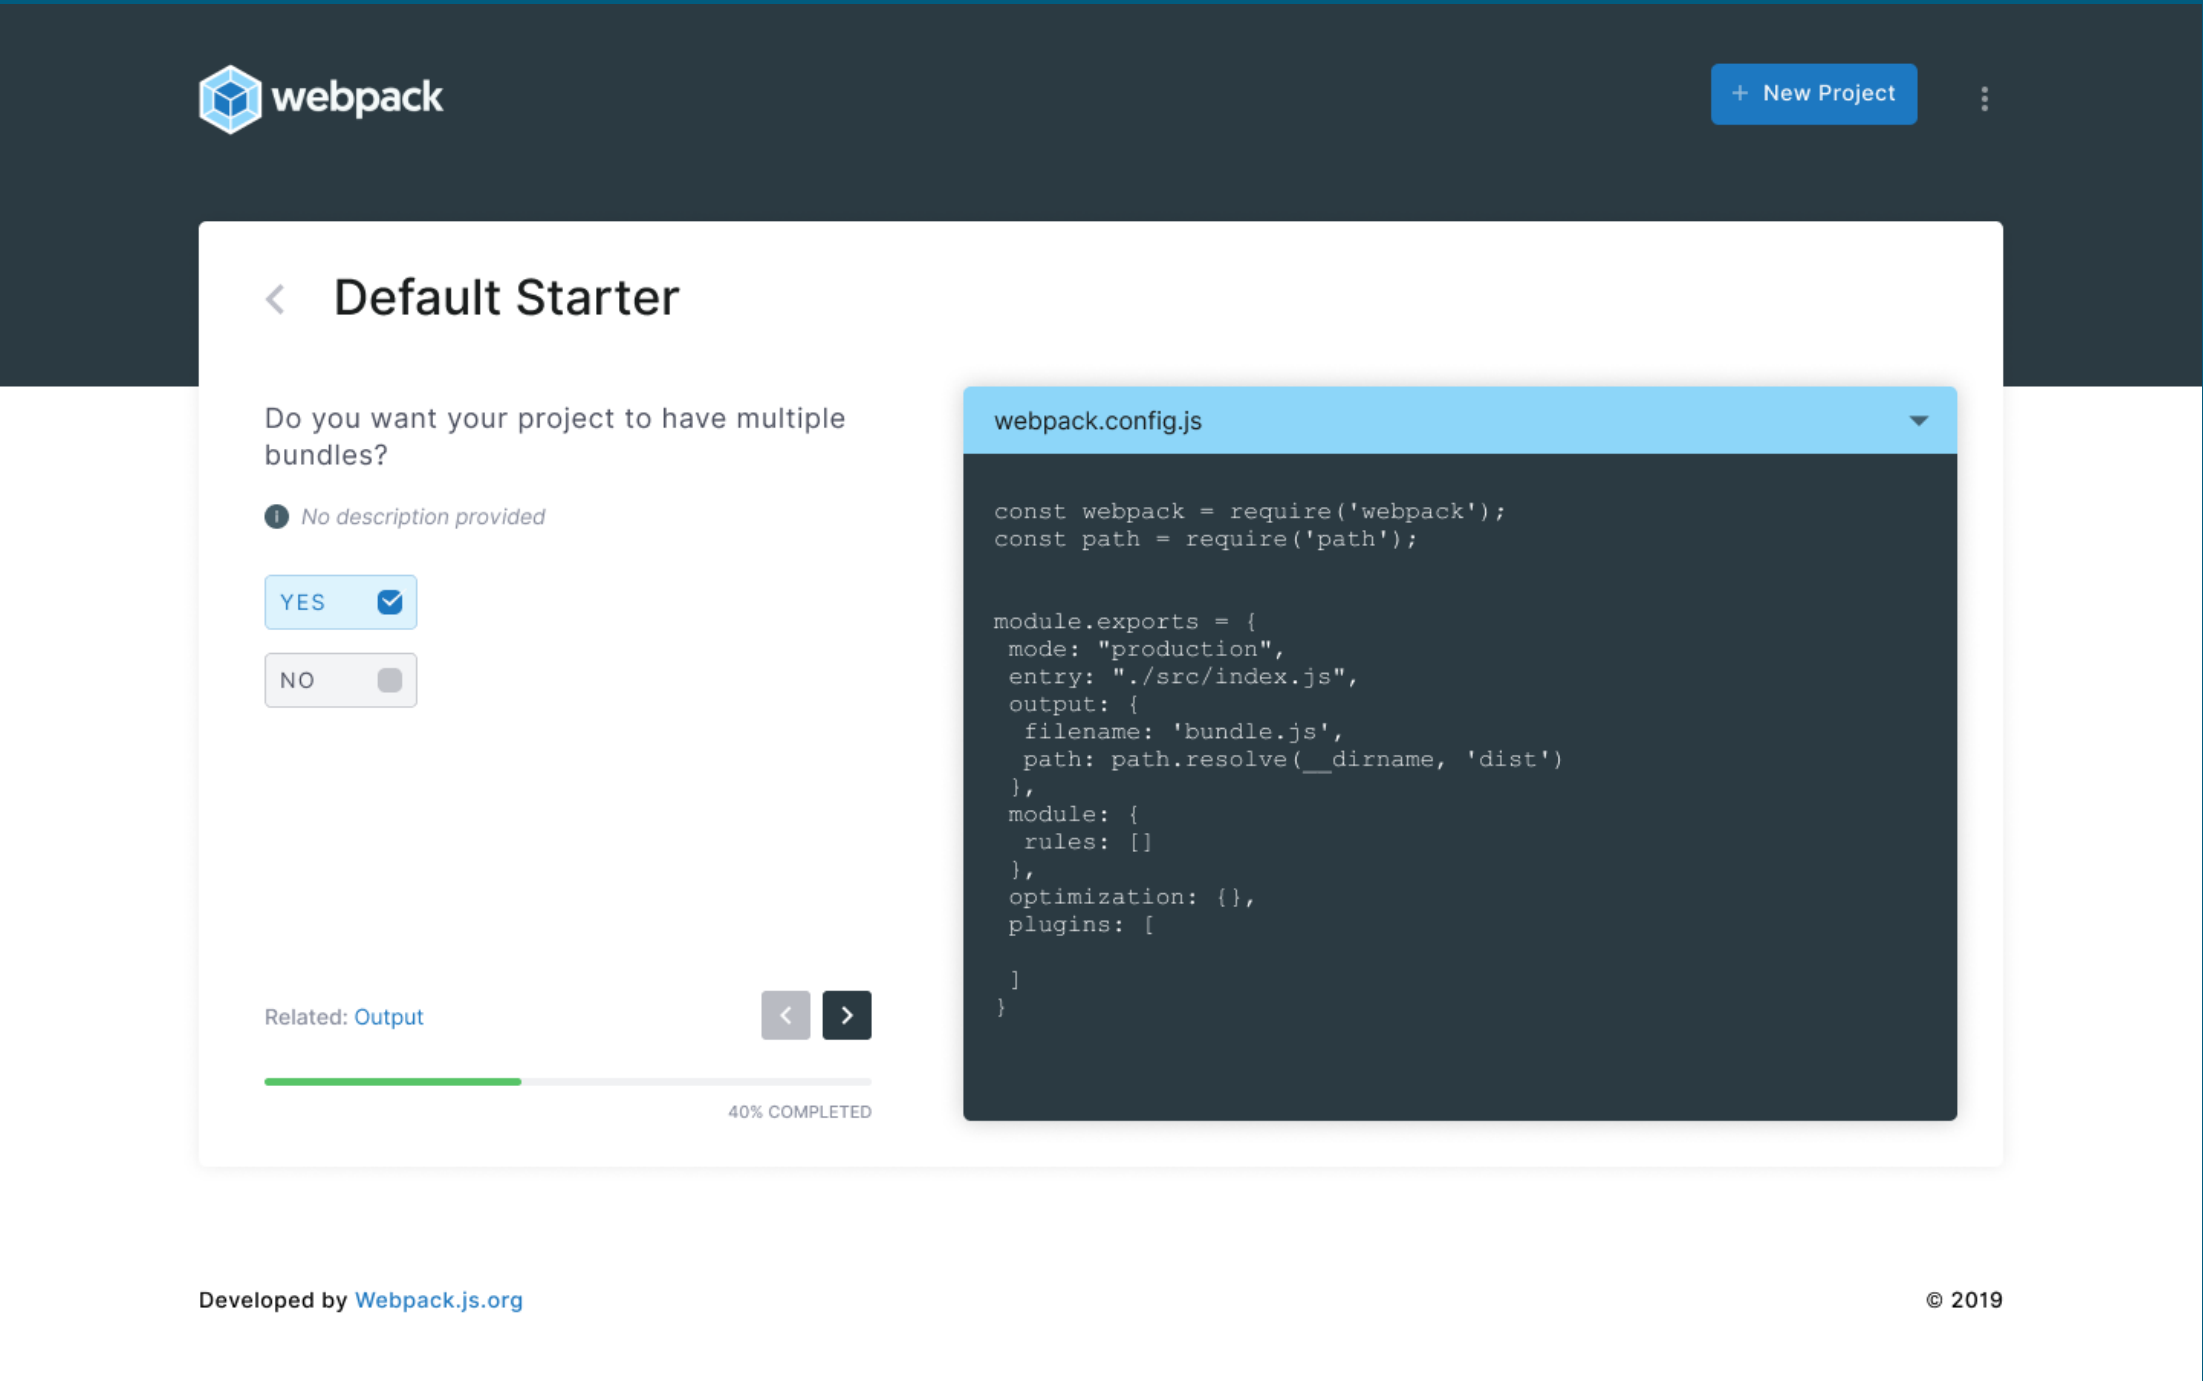 webpack
+ New Project
Default Starter
Do you want your project to have multiple
bundles?
No description provided
YES
NO
Related: Output
40% COMPLETED
webpack.config.js
const webpack = require('webpack');
const path = require('path');
module.exports = {
mode: "production",
entry: "./src/index.js",
output: {
filename: 'bundle.js',
path: path.resolve(__dirname, 'dist')
},
module: {
rules: []
},
optimization: {},
plugins: [
]
}
Developed by Webpack.js.org
© 2019